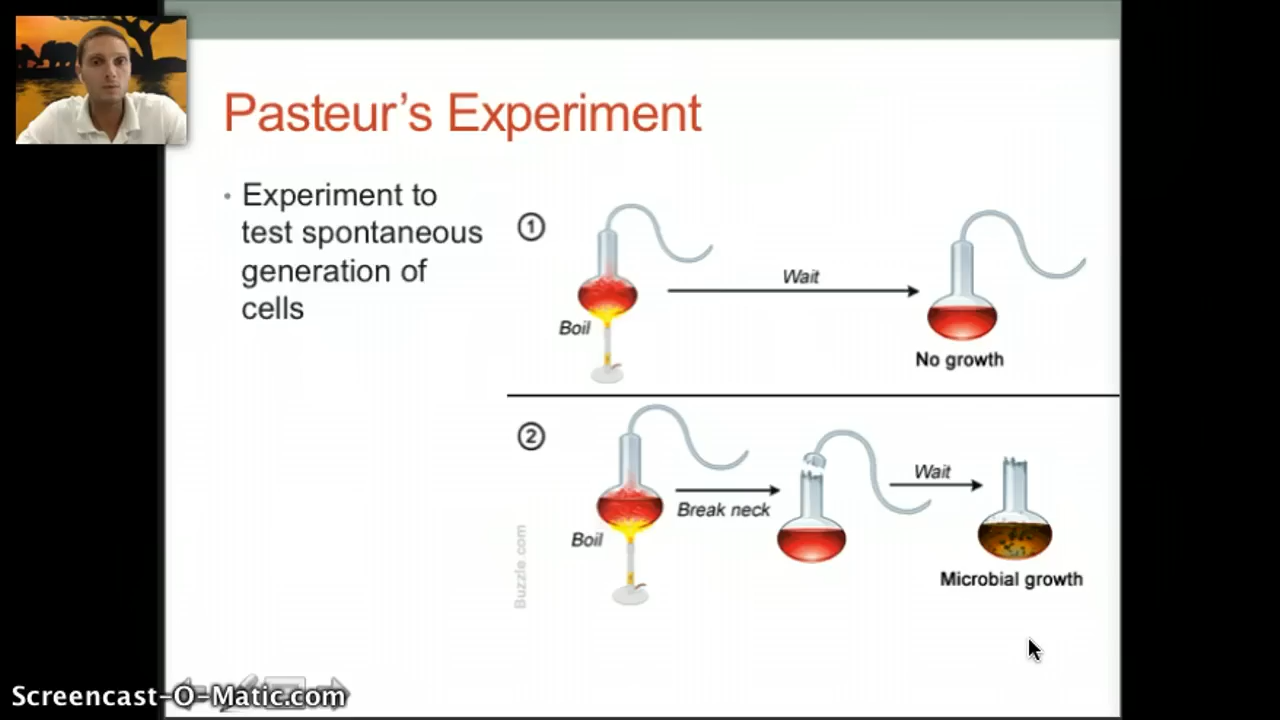 Pasteur's Experiment
• Experiment to
test spontaneous
generation of
cells
1
Wait
Boil
No growth
2
Wait
Break neck
Boil
Microbial growth
Buzzle.com
Screencast-O-Matic.com